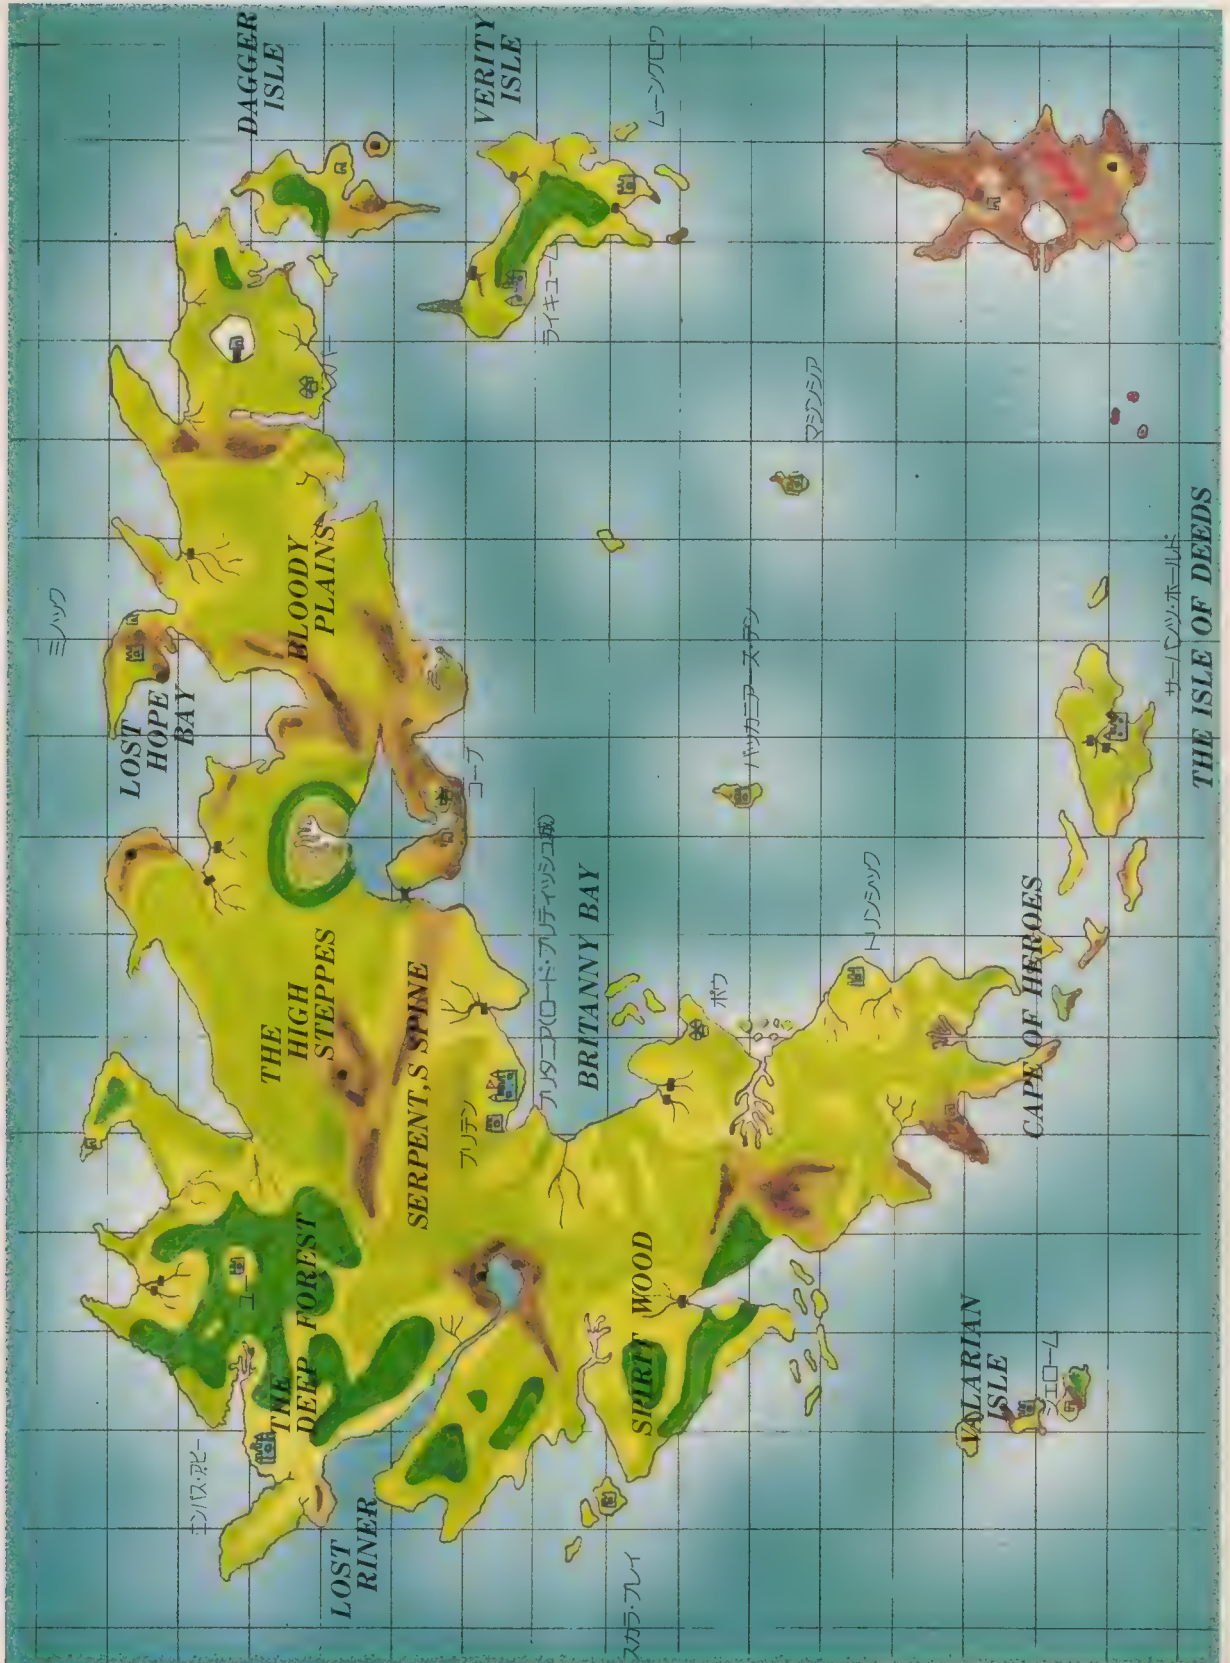 ミノック
エンパス・アビー
LOST
HOPE
BAY
DAGGER
ISLE
ユー
THE
DEEP FOREST
THE
HIGH
STEPPES
BLOODY
PLAINS
LOST
RINER
SERPENT,S SPINE
ブリテン
コーブ
VERITY
ISLE
ライキューム
ブリタニア(ロード・ブリティッシュ城)
BRITANNY BAY
スカラ・ブレイ
SPIRIT WOOD
ムーングロウ
ポウ
バッカニアーズ・デン
マジンシア
トリンシック
VALARIAN
ISLE
ジェローム
CAPE OF HEROES
サーパンツ・ホールド
THE ISLE OF DEEDS